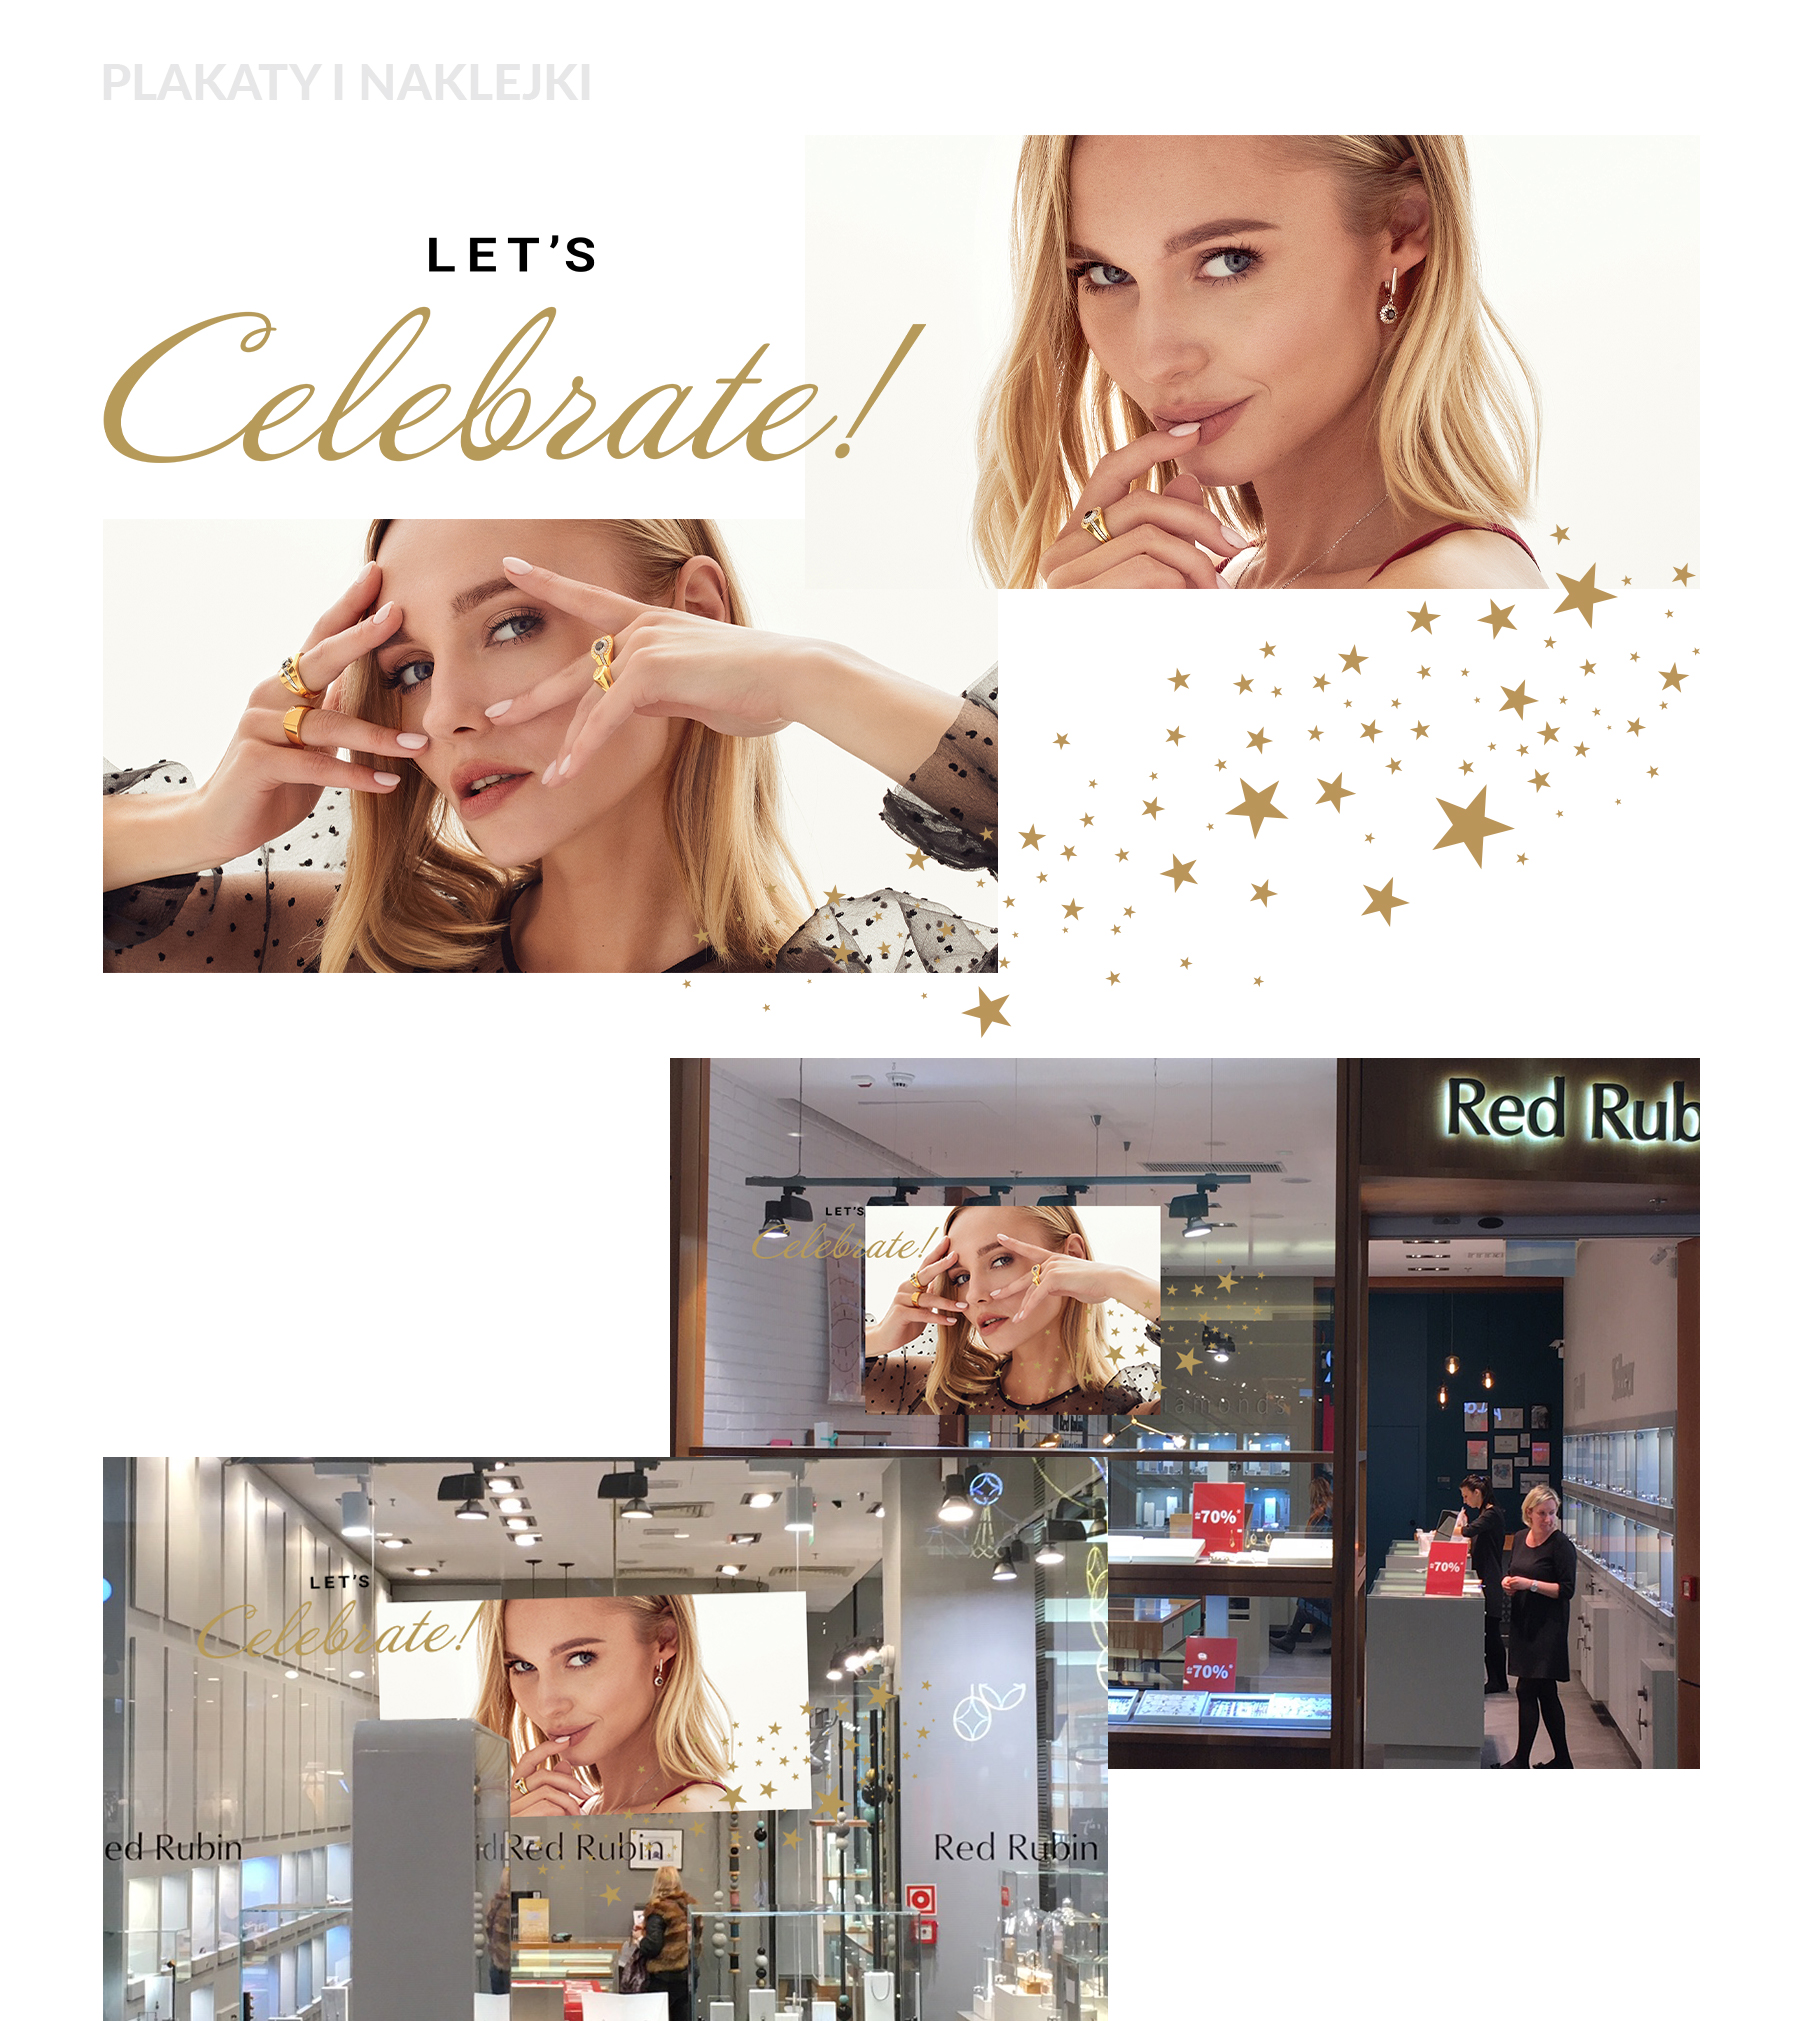 PLAKATY I NAKLEJKI
LET'S
Celebrate!
Red Rub
LET'S
Celebrate!
amonds
-70%
-70%
-70%
LET'S
Celebrate!
ed Rubin
Red Rubin
Red Rubin